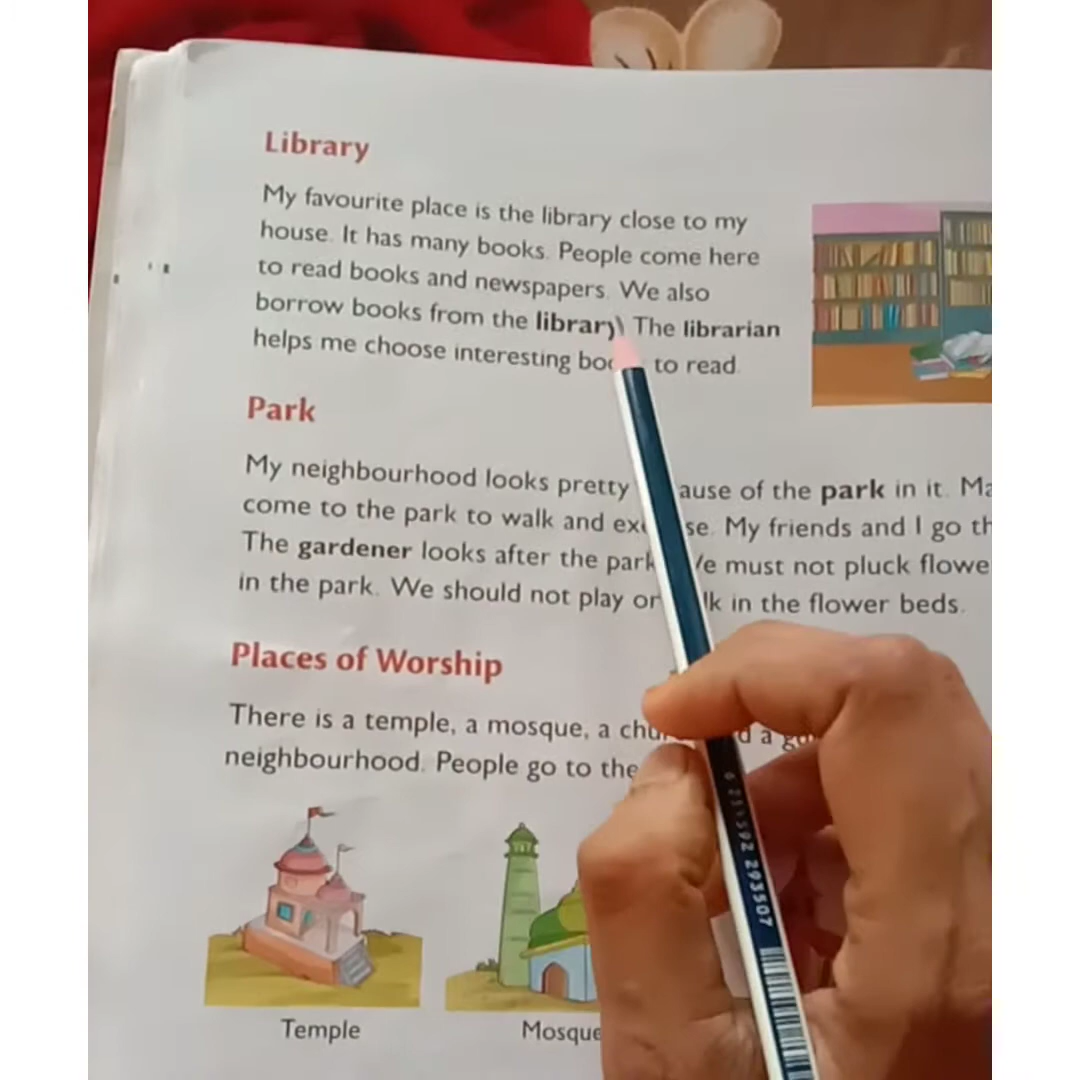 Library
My favourite place is the library close to my
house. It has many books. People come here
to read books and newspapers. We also
borrow books from the library. The librarian
helps me choose interesting to read.
Park
My neighbourhood looks pretty of the park in it.
come to the park to walk and My friends and I go
The gardener looks after the park must not pluck
in the park. We should not play or in the flower beds.
Places of Worship
There is a temple, a mosque, a a
neighbourhood. People go to the
Temple
Mosque
6 251592 293507